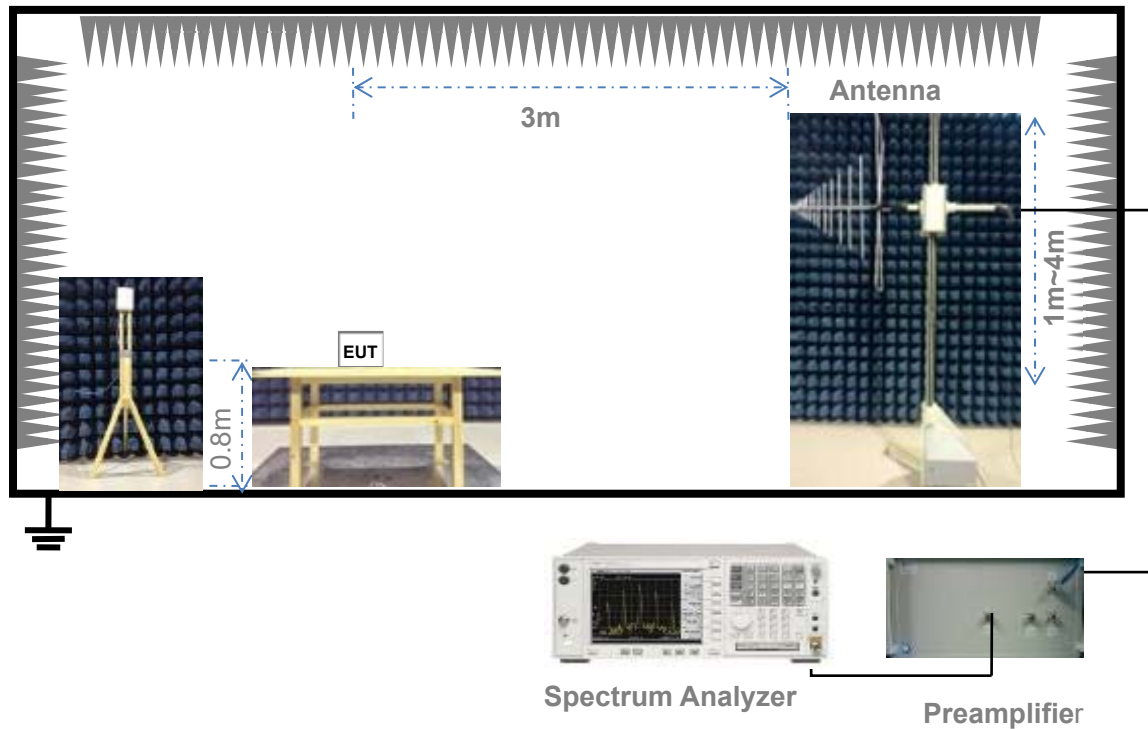 Antenna
3m
1m~4m
EUT
0.8m
Spectrum Analyzer
Preamplifier